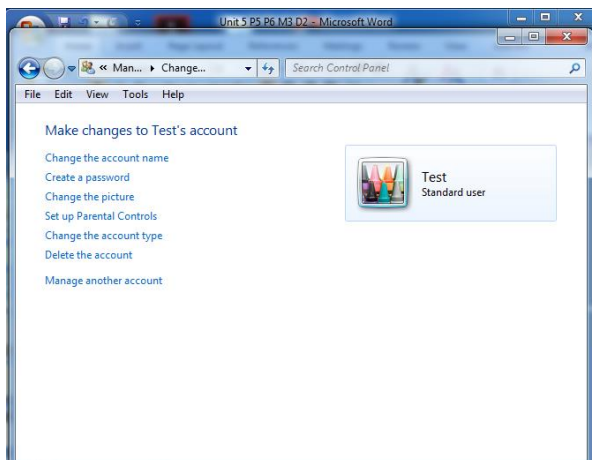 Unit 5 P5 P6 M3 D2 - Microsoft Word
« Man... Change... Search Control Panel
File Edit View Tools Help
Make changes to Test's account
Change the account name
Create a password
Change the picture
Set up Parental Controls
Change the account type
Delete the account
Manage another account
Test
Standard user